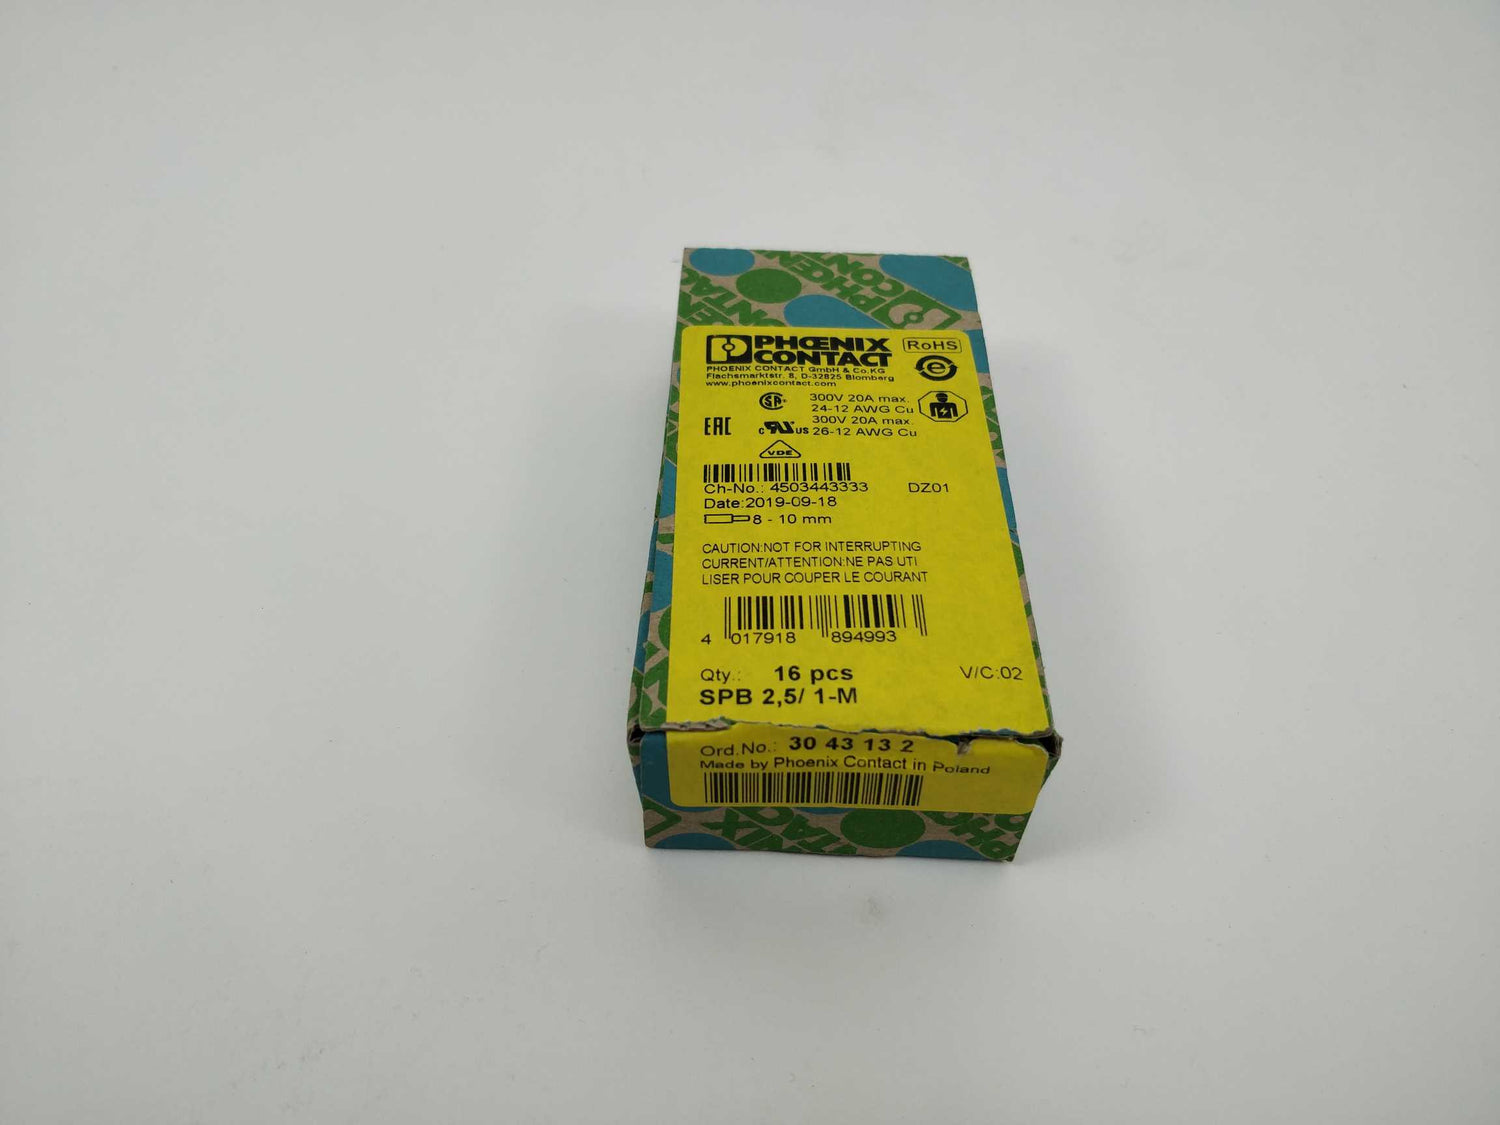 PHŒNIX
CONTACT
RoHS
PHOENIX CONTACT GmbH & Co.KG
Flachsmarktstr. 8, D-32825 Blomberg
www.phoenixcontact.com
e
300V 20A max.
24-12 AWG Cu
300V 20A max.
EAC c US 26-12 AWG Cu
VDE
Ch-No.: 4503443333 DZ01
Date:2019-09-18
8 - 10 mm
CAUTION:NOT FOR INTERRUPTING
CURRENT/ATTENTION:NE PAS UTI
LISER POUR COUPER LE COURANT
4 017918 894993
Qty.: 16 pcs V/C:02
SPB 2,5/ 1-M
Ord.No.: 30 43 13 2
Made by Phoenix Contact in Poland